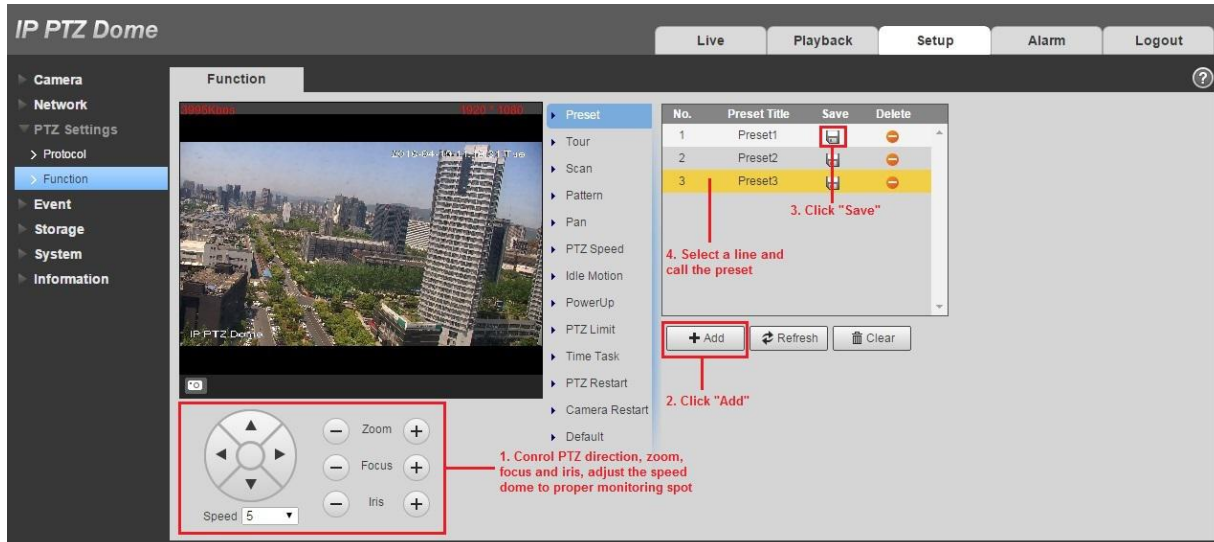 IP PTZ Dome
Live
Playback
Setup
Alarm
Logout
Camera
Network
PTZ Settings
Protocol
Function
Event
Storage
System
Information
Function
?
3995Kbps
1920 * 1080
IP PTZ Dome
Preset
Tour
Scan
Pattern
Pan
PTZ Speed
Idle Motion
PowerUp
PTZ Limit
Time Task
PTZ Restart
Camera Restart
Default
No. Preset Title Save Delete
1 Preset1
2 Preset2
3 Preset3
3. Click "Save"
4. Select a line and
call the preset
Add
Refresh
Clear
2. Click "Add"
Zoom
Focus
Iris
Speed 5
1. Conrol PTZ direction, zoom,
focus and iris, adjust the speed
dome to proper monitoring spot